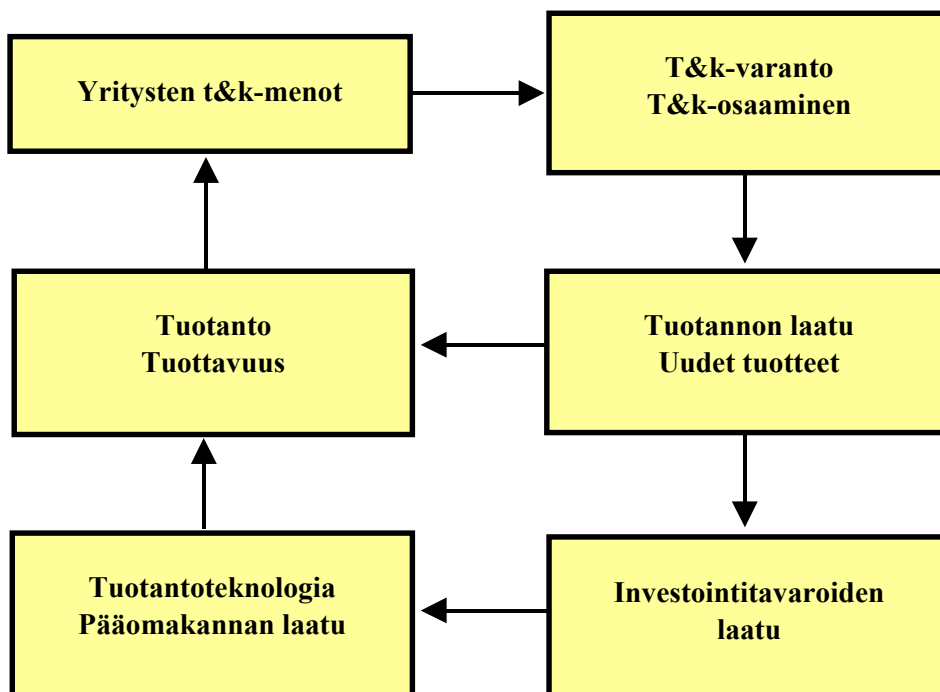 Yritysten t&k-menot
T&k-varanto
T&k-osaaminen
Tuotanto
Tuottavuus
Tuotannon laatu
Uudet tuotteet
Tuotantoteknologia
Pääomakannan laatu
Investointitavaroiden
laatu